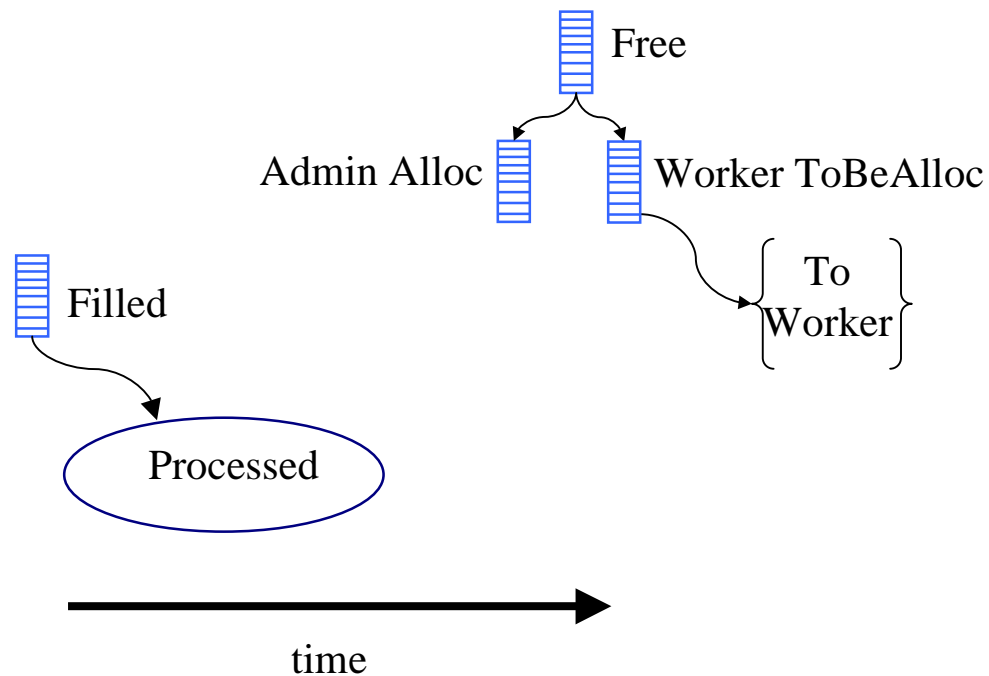 Free
Admin Alloc
Worker ToBeAlloc
To
Worker
Filled
Processed
time